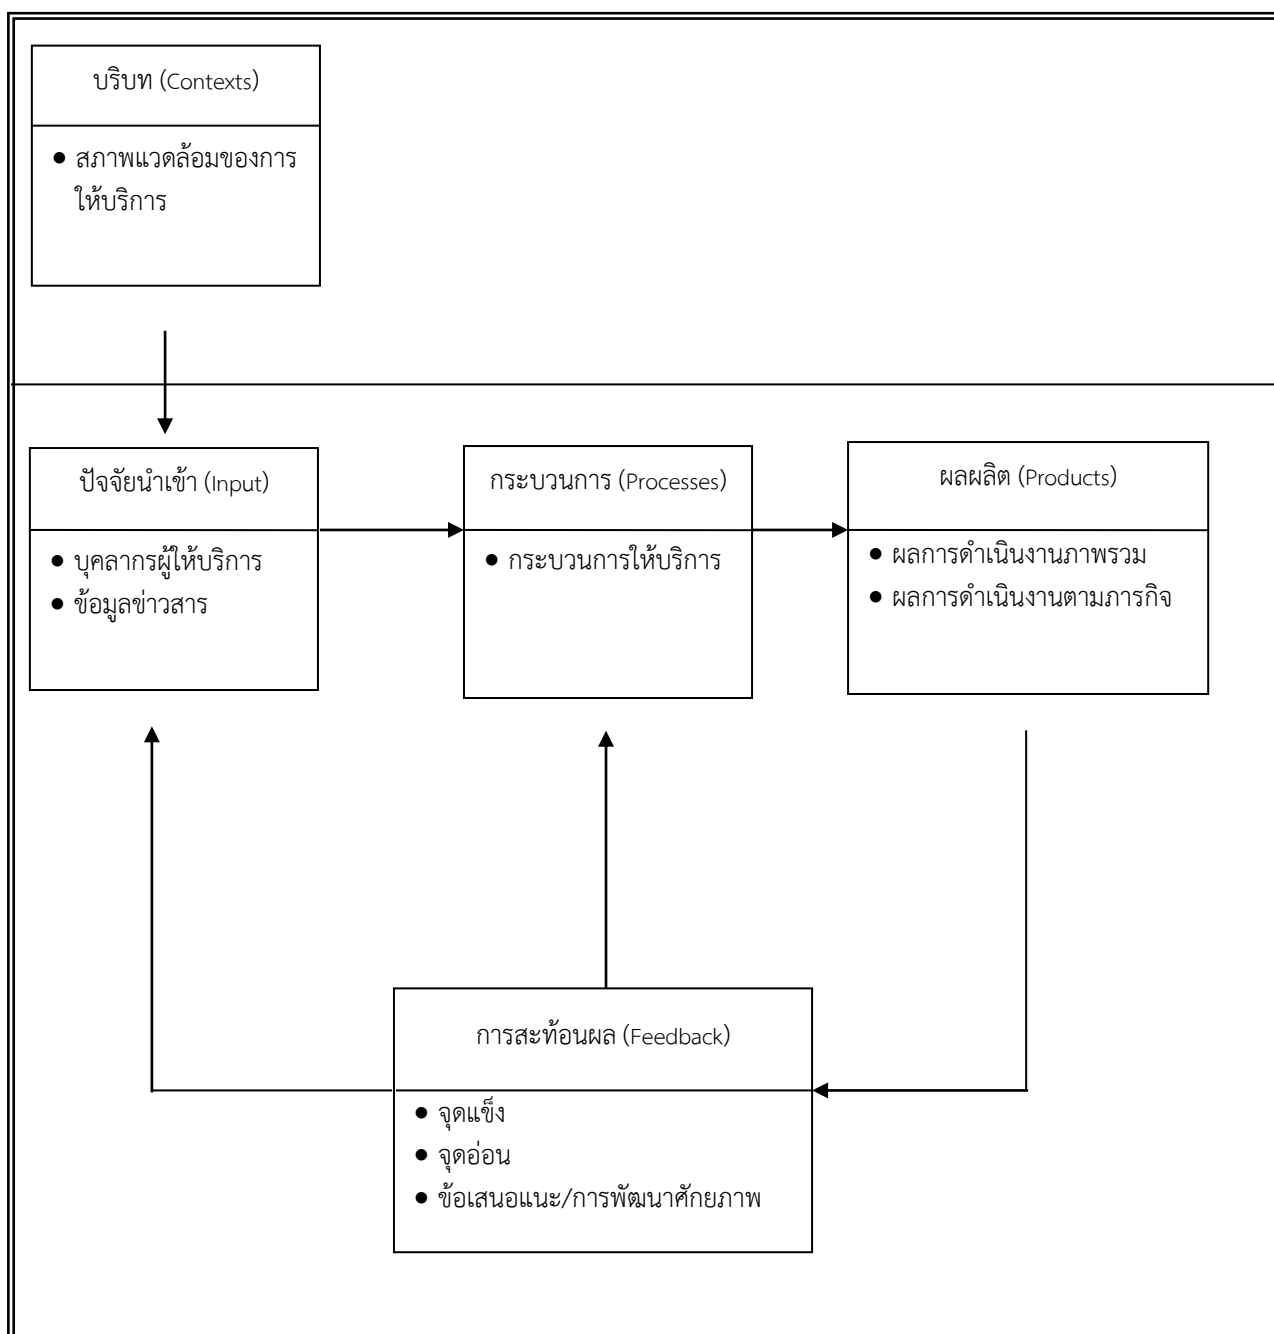 บริบท (Contexts)
● สภาพแวดล้อมของการ
ให้บริการ
ปัจจัยนำเข้า (Input)
● บุคลากรผู้ให้บริการ
● ข้อมูลข่าวสาร
กระบวนการ (Processes)
● กระบวนการให้บริการ
ผลผลิต (Products)
● ผลการดำเนินงานภาพรวม
● ผลการดำเนินงานตามภารกิจ
การสะท้อนผล (Feedback)
● จุดแข็ง
● จุดอ่อน
● ข้อเสนอแนะ/การพัฒนาศักยภาพ